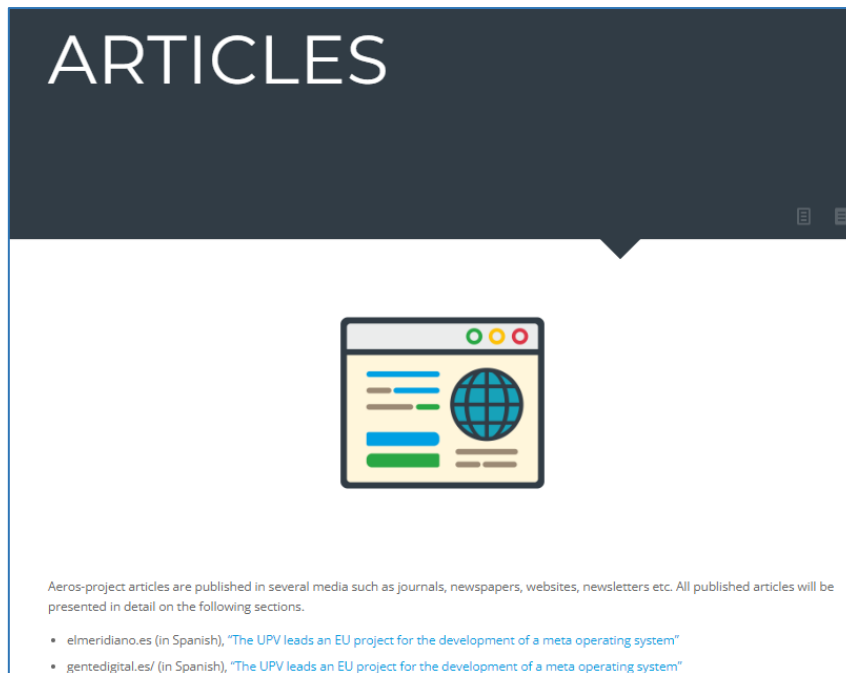 ARTICLES
Aeros-project articles are published in several media such as journals, newspapers, websites, newsletters etc. All published articles will be
presented in detail on the following sections.
• elmeridiano.es (in Spanish), “The UPV leads an EU project for the development of a meta operating system”
• gentedigital.es/ (in Spanish), “The UPV leads an EU project for the development of a meta operating system”